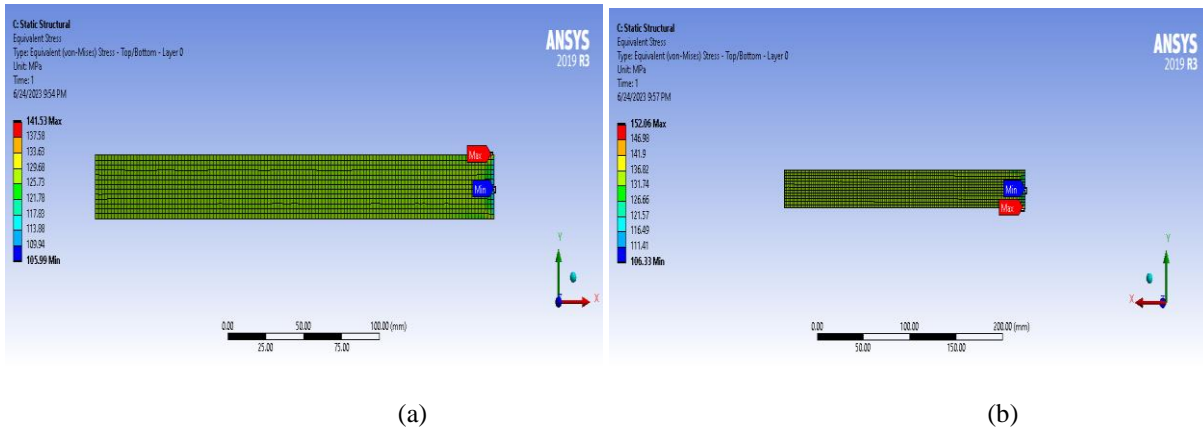 C: Static Structural
Equivalent Stress
Type: Equivalent (von-Mises) Stress - Top/Bottom - Layer 0
Unit: MPa
Time: 1
6/24/2023 9:54 PM
ANSYS
2019 R3
141.53 Max
137.58
133.63
129.68
125.73
121.78
117.83
113.88
109.94
105.99 Min
Max
Min
Y
X
0.00 50.00 100.00 (mm)
25.00 75.00
(a)
C: Static Structural
Equivalent Stress
Type: Equivalent (von-Mises) Stress - Top/Bottom - Layer 0
Unit: MPa
Time: 1
6/24/2023 9:57 PM
ANSYS
2019 R3
152.06 Max
146.98
141.9
136.82
131.74
126.66
121.57
116.49
111.41
106.33 Min
Min
Max
Y
X
0.00 100.00 200.00 (mm)
50.00 150.00
(b)